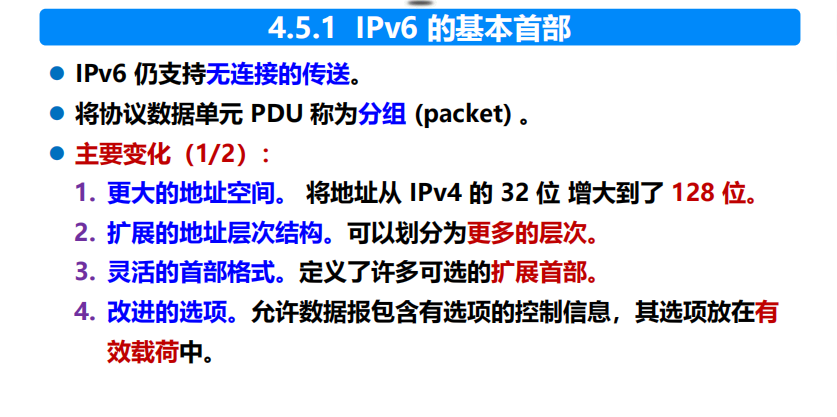 4.5.1 IPv6 的基本首部
IPv6 仍支持无连接的传送。
将协议数据单元 PDU 称为分组 (packet) 。
主要变化（1/2）：
1. 更大的地址空间。 将地址从 IPv4 的 32 位 增大到了 128 位。
2. 扩展的地址层次结构。可以划分为更多的层次。
3. 灵活的首部格式。定义了许多可选的扩展首部。
4. 改进的选项。允许数据报包含有选项的控制信息，其选项放在有
效载荷中。